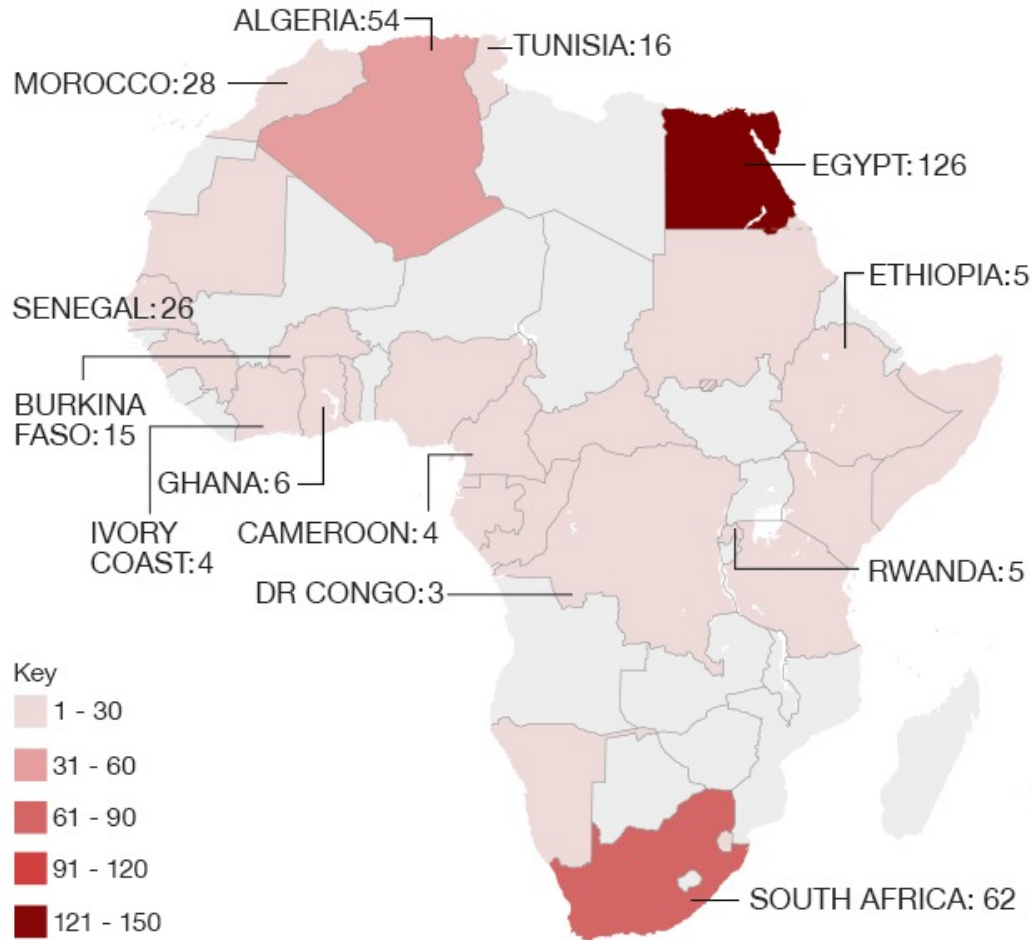 ALGERIA:54
TUNISIA:16
MOROCCO:28
EGYPT:126
ETHIOPIA:5
SENEGAL:26
BURKINA
FASO:15
GHANA:6
IVORY
COAST:4
CAMEROON:4
RWANDA:5
DR CONGO:3
Key
1 - 30
31 - 60
61 - 90
91 - 120
121 - 150
SOUTH AFRICA: 62